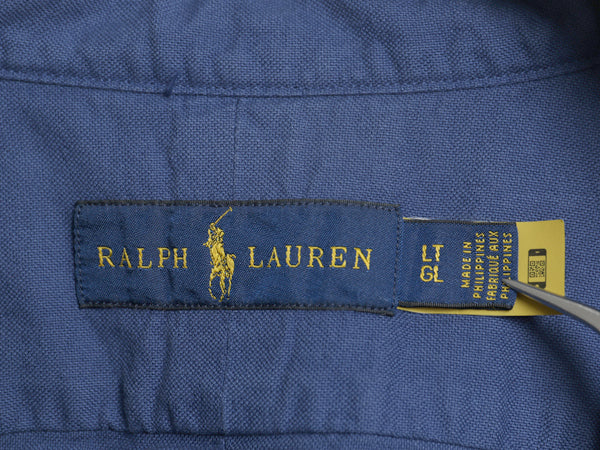 RALPH LAUREN
LT
GL
MADE IN
PHILIPPINES
FABRIQUÉ AUX
PHILIPPINES